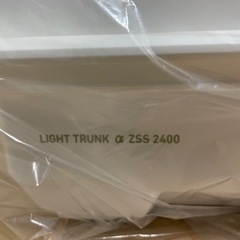 LIGHT TRUNK α ZSS 2400